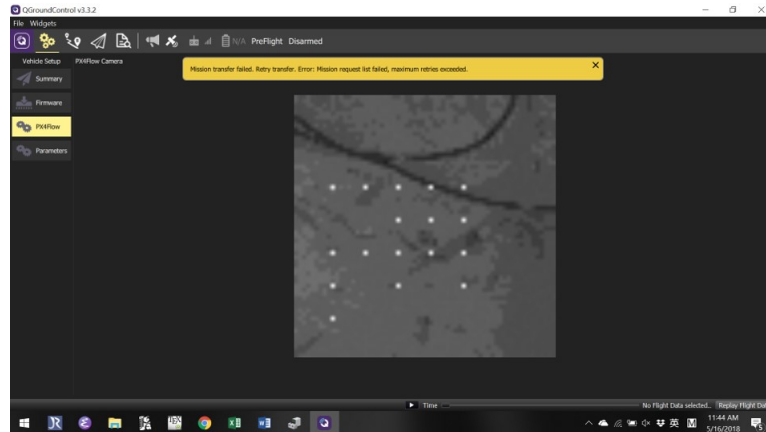 QGroundControl v3.3.2
File Widgets
N/A PreFlight Disarmed
Vehicle Setup PX4Flow Camera
Mission transfer failed. Retry transfer. Error: Mission request list failed, maximum retries exceeded.
Summary
Firmware
PX4Flow
Parameters
Time
No Flight Data selected.. Replay Flight Da
英
11:44 AM
5/16/2018